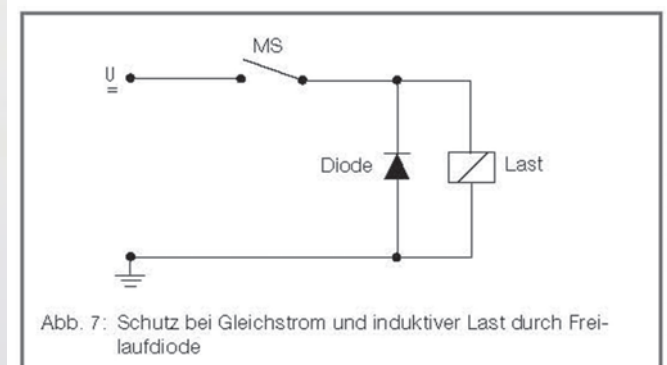 MS
U
=
Diode
Last
Abb. 7: Schutz bei Gleichstrom und induktiver Last durch Frei-
laufdiode